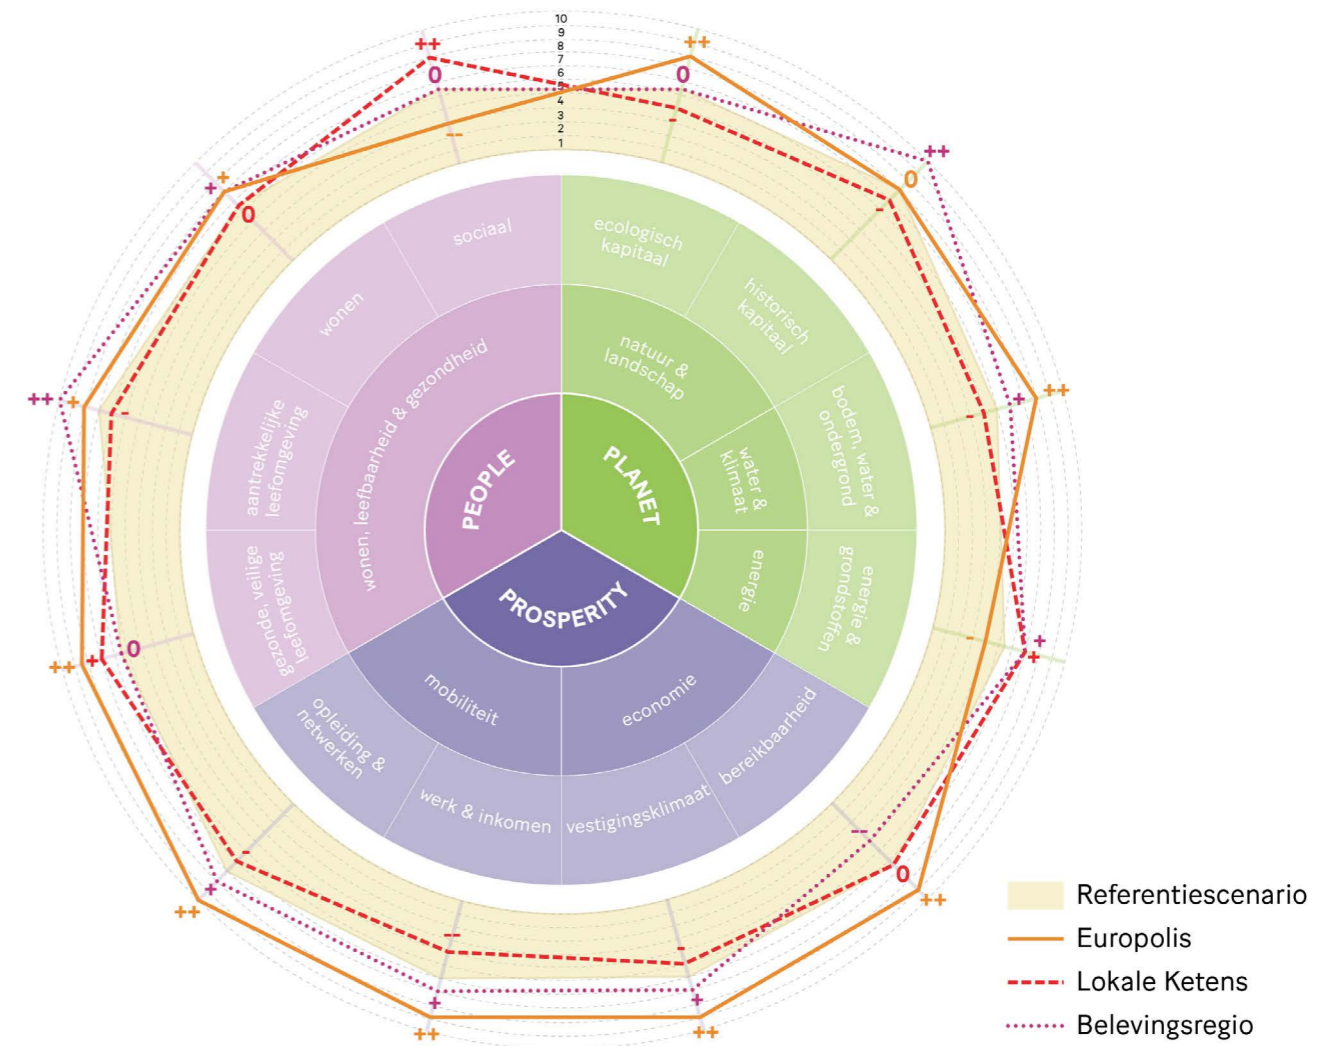 10
9
8
7
6
4
3
2
1
++
0
--
++
0
-
++
0
-
++
+
-
+
+
-
--
0
++
-
+
++
--
+
++
-
+
++
0
+
++
++
+
-
+
+
0
sociaal
ecologisch
kapitaal
historisch
kapitaal
bodem, water &
ondergrond
energie &
grondstoffen
bereikbaarheid
vestigingsklimaat
werk & inkomen
opleiding &
netwerken
gezonde, veilige
leefomgeving
aantrekkelijke
leefomgeving
wonen
wonen, leefbaarheid & gezondheid
natuur &
landschap
water &
klimaat
energie
economie
mobiliteit
PEOPLE
PLANET
PROSPERITY
Referentiescenario
Europolis
Lokale Ketens
Belevingsregio